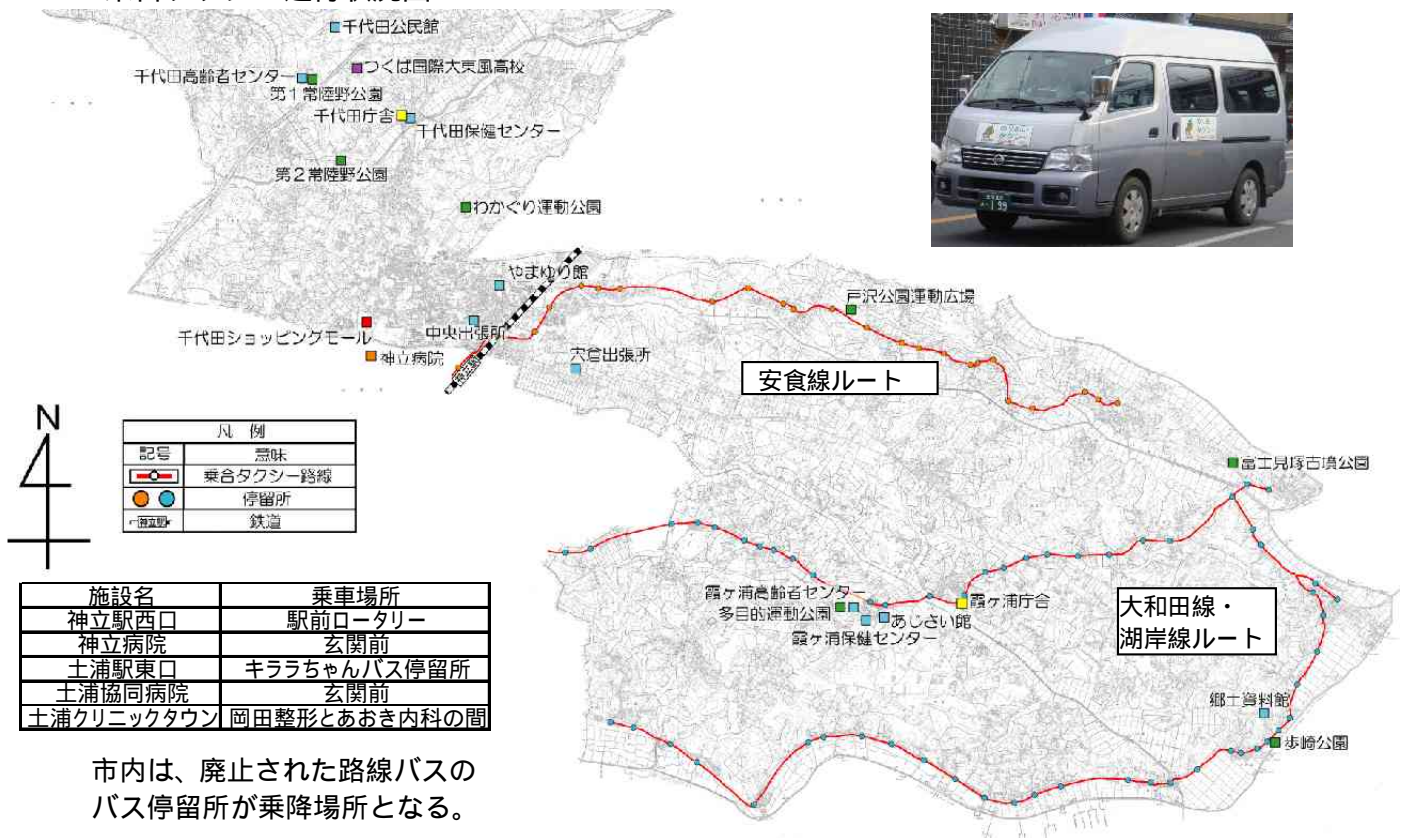 千代田公民館
千代田高齢者センター
つくば国際大東風高校
第1常陸野公園
千代田庁舎
千代田保健センター
第2常陸野公園
わかぐり運動公園
やまゆり館
戸沢公園運動広場
千代田ショッピングモール
中央出張所
神立病院
神立駅
宍倉出張所
安食線ルート
N
凡 例
記号 意味
乗合タクシー路線
停留所
神立駅 鉄道
富士見塚古墳公園
施設名 乗車場所
神立駅西口 駅前ロータリー
神立病院 玄関前
土浦駅東口 キララちゃんバス停留所
土浦協同病院 玄関前
土浦クリニックタウン 岡田整形とあおき内科の間
霞ヶ浦高齢者センター
多目的運動公園
霞ヶ浦庁舎
あじさい館
霞ヶ浦保健センター
大和田線・
湖岸線ルート
郷土資料館
歩崎公園
市内は、廃止された路線バスの
バス停留所が乗降場所となる。
199